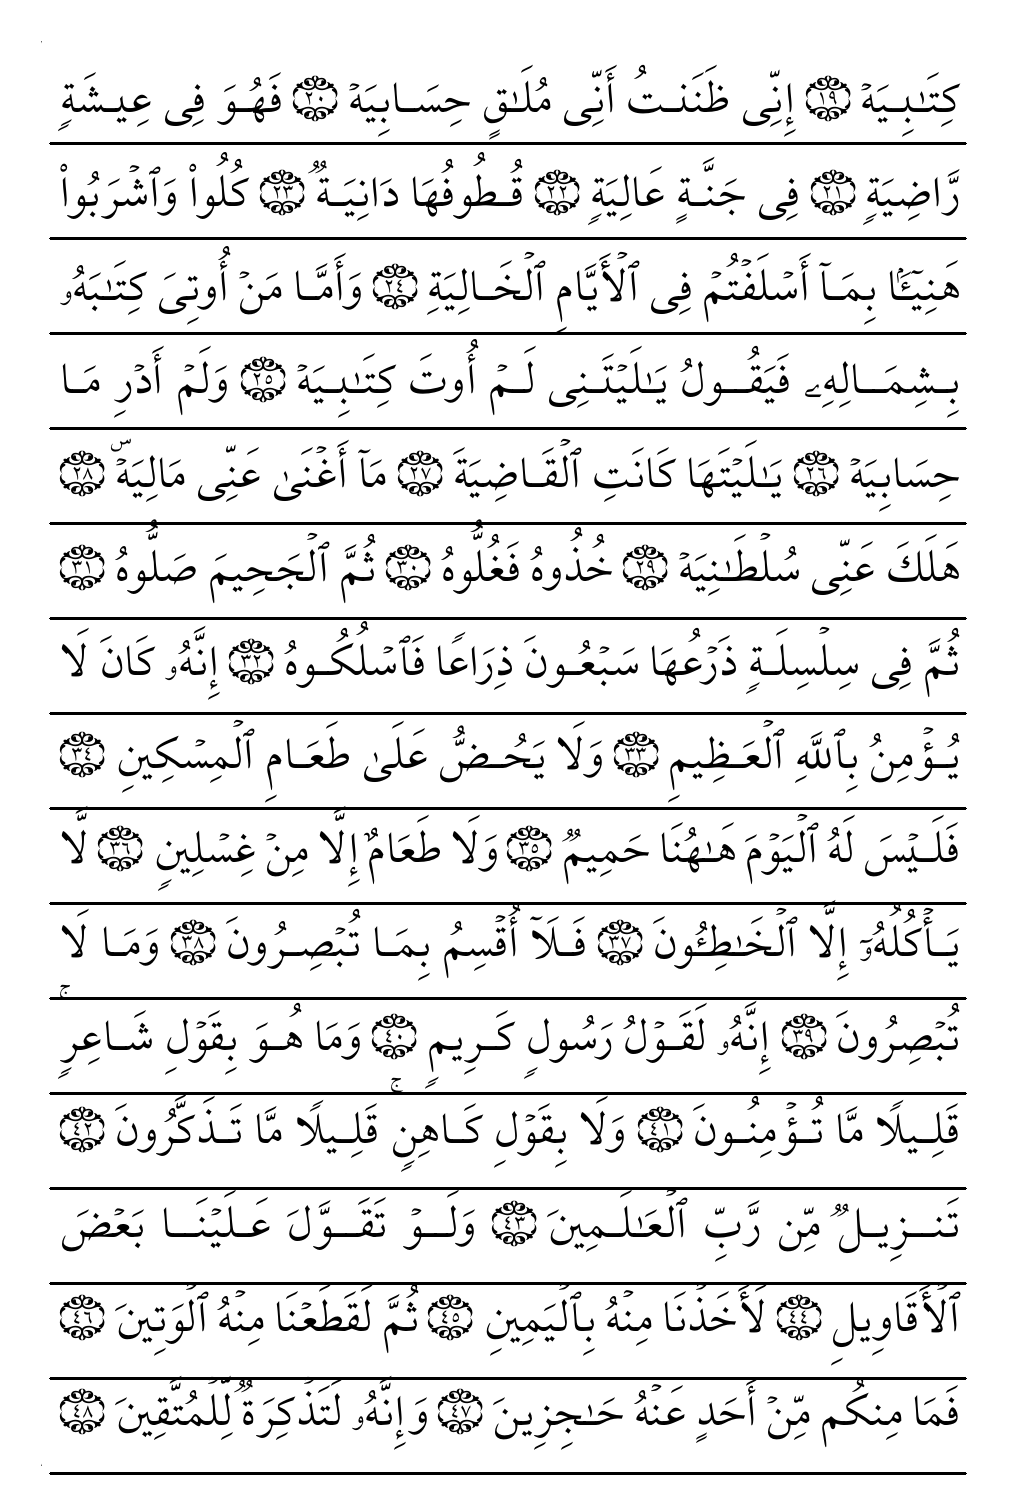 كِتَـٰبِيَهْ ١٩ إِنِّى ظَنَنتُ أَنِّى مُلَـٰقٍ حِسَابِيَهْ ٢٠ فَهُوَ فِى عِيشَةٍ
رَّاضِيَةٍ ٢١ فِى جَنَّةٍ عَالِيَةٍ ٢٢ قُطُوفُهَا دَانِيَةٌ ٢٣ كُلُوا۟ وَٱشْرَبُوا۟
هَنِيٓـًٔۢا بِمَآ أَسْلَفْتُمْ فِى ٱلْأَيَّامِ ٱلْخَالِيَةِ ٢٤ وَأَمَّا مَنْ أُوتِىَ كِتَـٰبَهُۥ
بِشِمَالِهِۦ فَيَقُولُ يَـٰلَيْتَنِى لَمْ أُوتَ كِتَـٰبِيَهْ ٢٥ وَلَمْ أَدْرِ مَا
حِسَابِيَهْ ٢٦ يَـٰلَيْتَهَا كَانَتِ ٱلْقَاضِيَةَ ٢٧ مَآ أَغْنَىٰ عَنِّى مَالِيَهْۜ ٢٨
هَلَكَ عَنِّى سُلْطَـٰنِيَهْ ٢٩ خُذُوهُ فَغُلُّوهُ ٣٠ ثُمَّ ٱلْجَحِيمَ صَلُّوهُ ٣١
ثُمَّ فِى سِلْسِلَةٍ ذَرْعُهَا سَبْعُونَ ذِرَاعًا فَٱسْلُكُوهُ ٣٢ إِنَّهُۥ كَانَ لَا
يُؤْمِنُ بِٱللَّهِ ٱلْعَظِيمِ ٣٣ وَلَا يَحُضُّ عَلَىٰ طَعَامِ ٱلْمِسْكِينِ ٣٤
فَلَيْسَ لَهُ ٱلْيَوْمَ هَـٰهُنَا حَمِيمٌ ٣٥ وَلَا طَعَامٌ إِلَّا مِنْ غِسْلِينٍ ٣٦ لَّا
يَأْكُلُهُۥٓ إِلَّا ٱلْخَـٰطِـُٔونَ ٣٧ فَلَآ أُقْسِمُ بِمَا تُبْصِرُونَ ٣٨ وَمَا لَا
تُبْصِرُونَ ٣٩ إِنَّهُۥ لَقَوْلُ رَسُولٍ كَرِيمٍ ٤٠ وَمَا هُوَ بِقَوْلِ شَاعِرٍ ۚ
قَلِيلًا مَّا تُؤْمِنُونَ ٤١ وَلَا بِقَوْلِ كَاهِنٍ ۚ قَلِيلًا مَّا تَذَكَّرُونَ ٤٢
تَنزِيلٌ مِّن رَّبِّ ٱلْعَـٰلَمِينَ ٤٣ وَلَوْ تَقَوَّلَ عَلَيْنَا بَعْضَ
ٱلْأَقَاوِيلِ ٤٤ لَأَخَذْنَا مِنْهُ بِٱلْيَمِينِ ٤٥ ثُمَّ لَقَطَعْنَا مِنْهُ ٱلْوَتِينَ ٤٦
فَمَا مِنكُم مِّنْ أَحَدٍ عَنْهُ حَـٰجِزِينَ ٤٧ وَإِنَّهُۥ لَتَذْكِرَةٌ لِّلْمُتَّقِينَ ٤٨